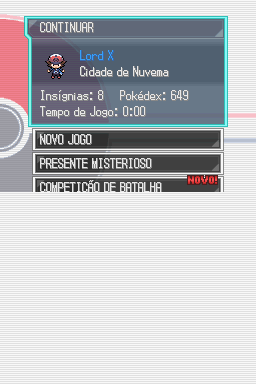 CONTINUAR
Lord X
Cidade de Nuvema
Insígnias: 8 Pokédex: 649
Tempo de Jogo: 0:00
NOVO JOGO
PRESENTE MISTERIOSO
NOVO!
COMPETIÇÃO DE BATALHA